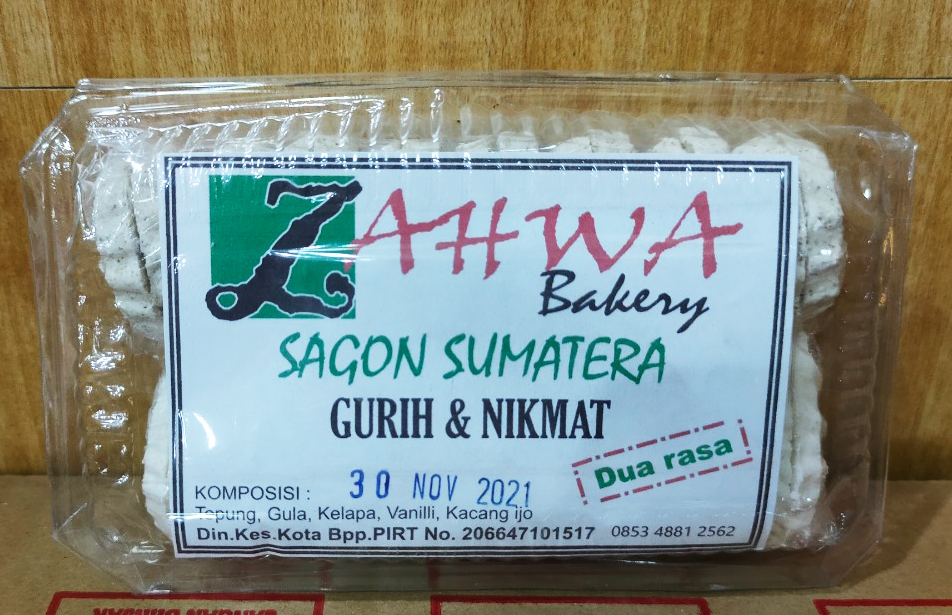 ZAHWA
Bakery
SAGON SUMATERA
GURIH & NIKMAT
Dua rasa
30 NOV 2021
KOMPOSISI :
Tepung, Gula, Kelapa, Vanilli, Kacang ijo
Din.Kes.Kota Bpp.PIRT No. 206647101517 0853 4881 2562